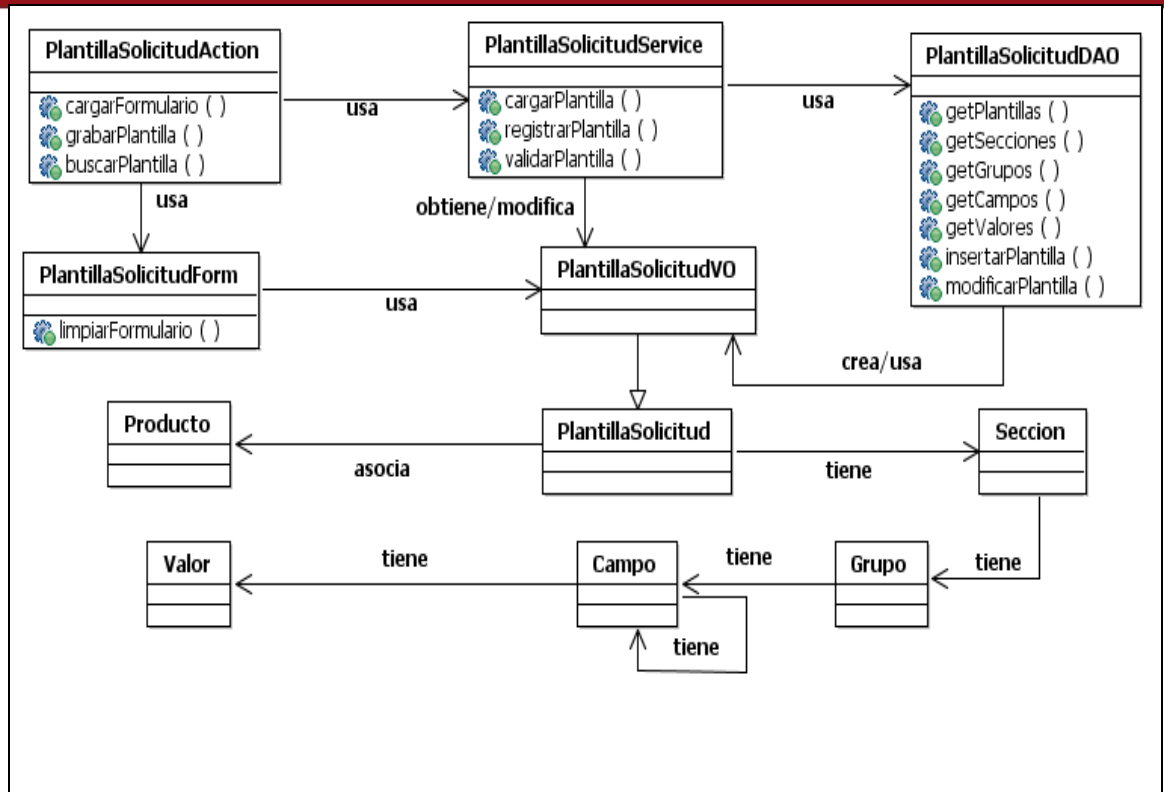 PlantillaSolicitudAction
cargarFormulario ( )
grabarPlantilla ( )
buscarPlantilla ( )
usa
PlantillaSolicitudService
cargarPlantilla ( )
registrarPlantilla ( )
validarPlantilla ( )
usa
PlantillaSolicitudDAO
getPlantillas ( )
getSecciones ( )
getGrupos ( )
getCampos ( )
getValores ( )
insertarPlantilla ( )
modificarPlantilla ( )
usa
obtiene/modifica
PlantillaSolicitudForm
limpiarFormulario ( )
usa
PlantillaSolicitudVO
crea/usa
Producto
asocia
PlantillaSolicitud
tiene
Seccion
Valor
tiene
Campo
tiene
Grupo
tiene
tiene